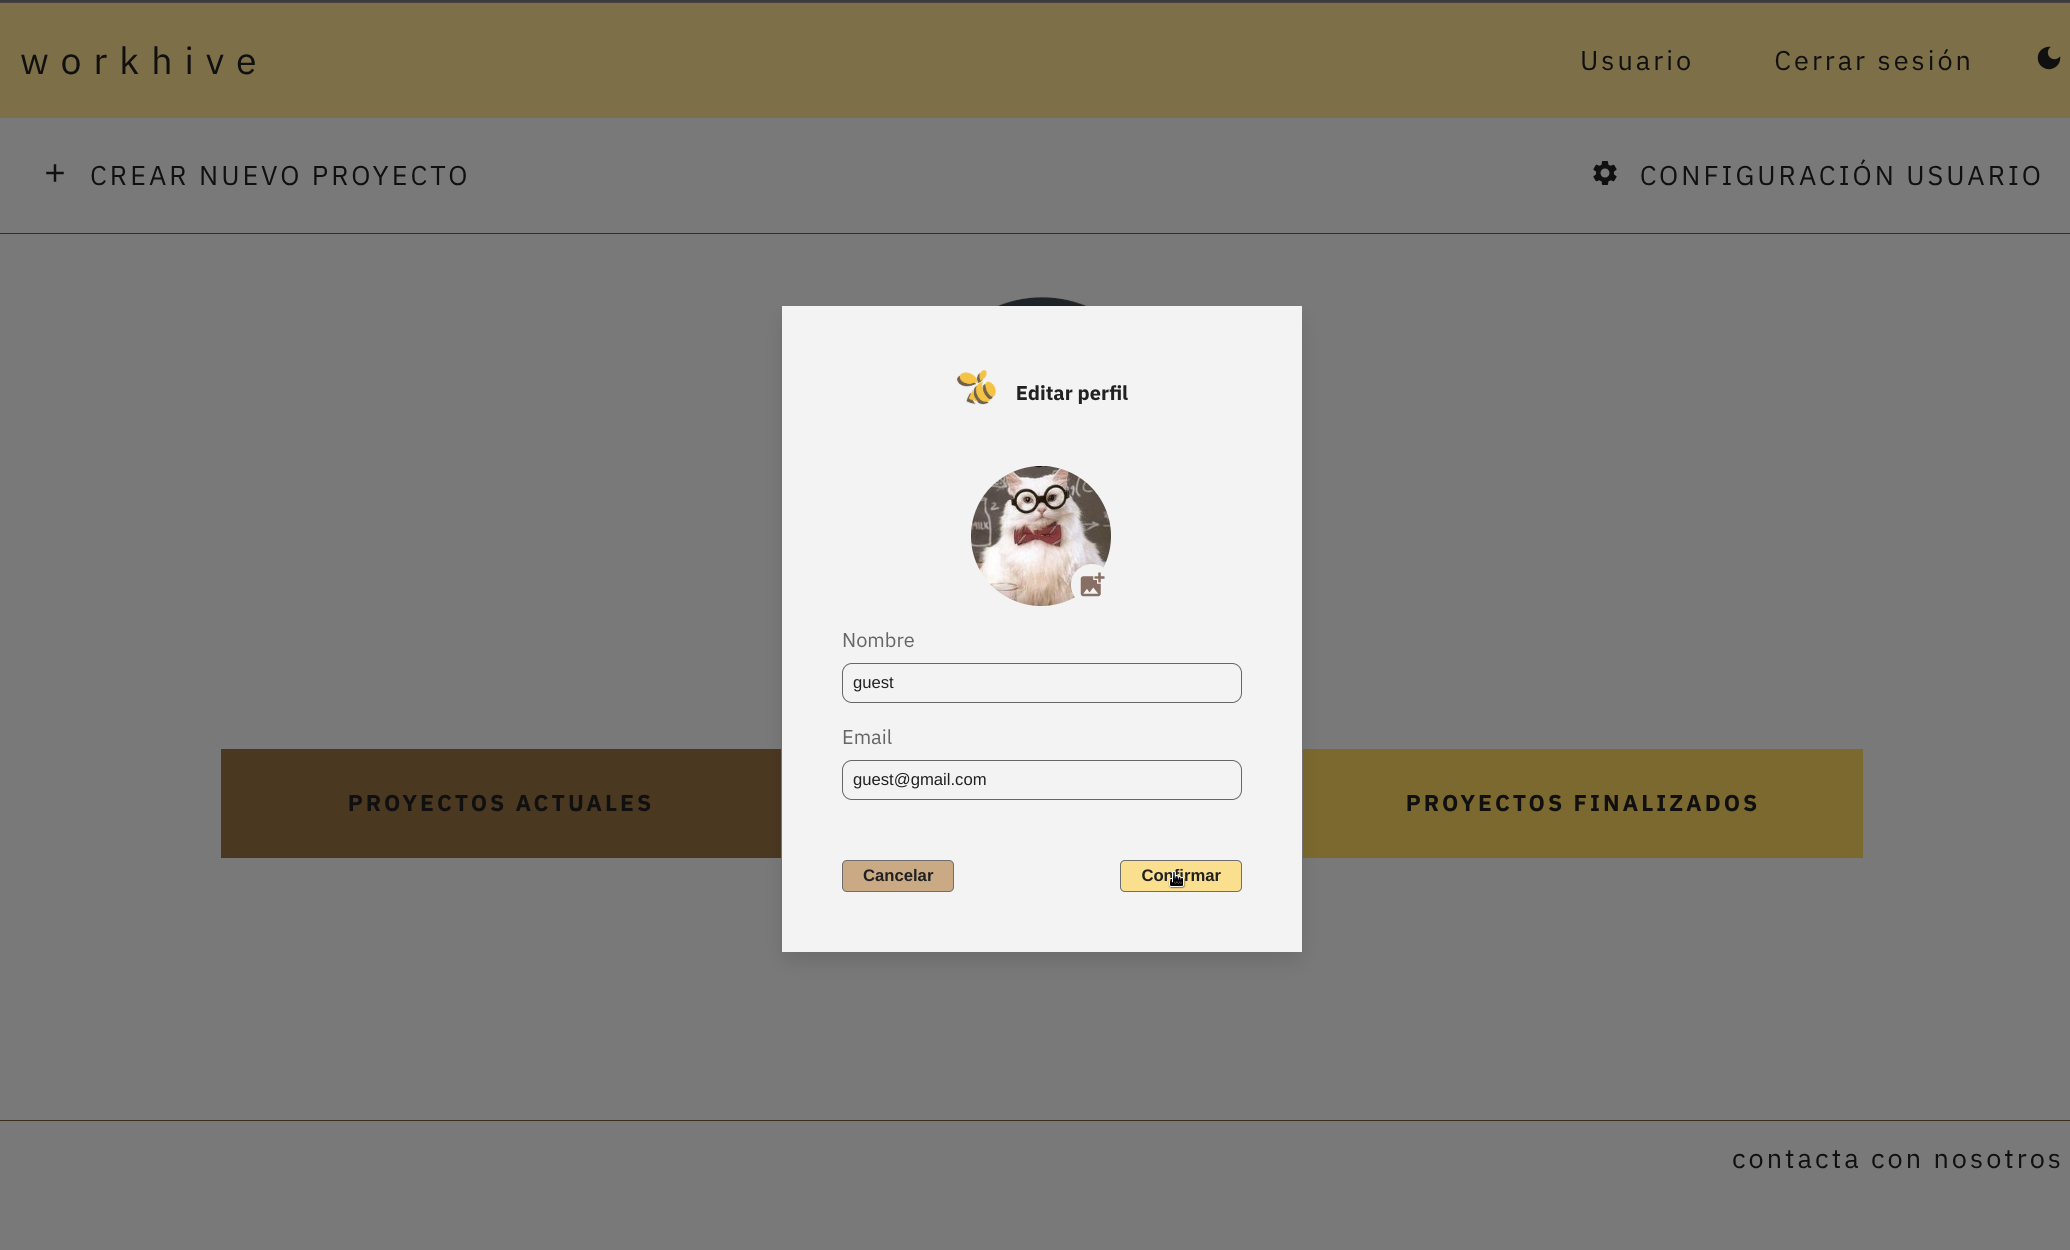 workhive
Usuario
Cerrar sesión
CREAR NUEVO PROYECTO
CONFIGURACIÓN USUARIO
Editar perfil
Nombre
guest
Email
guest@gmail.com
PROYECTOS ACTUALES
PROYECTOS FINALIZADOS
Cancelar
Confirmar
contacta con nosotros